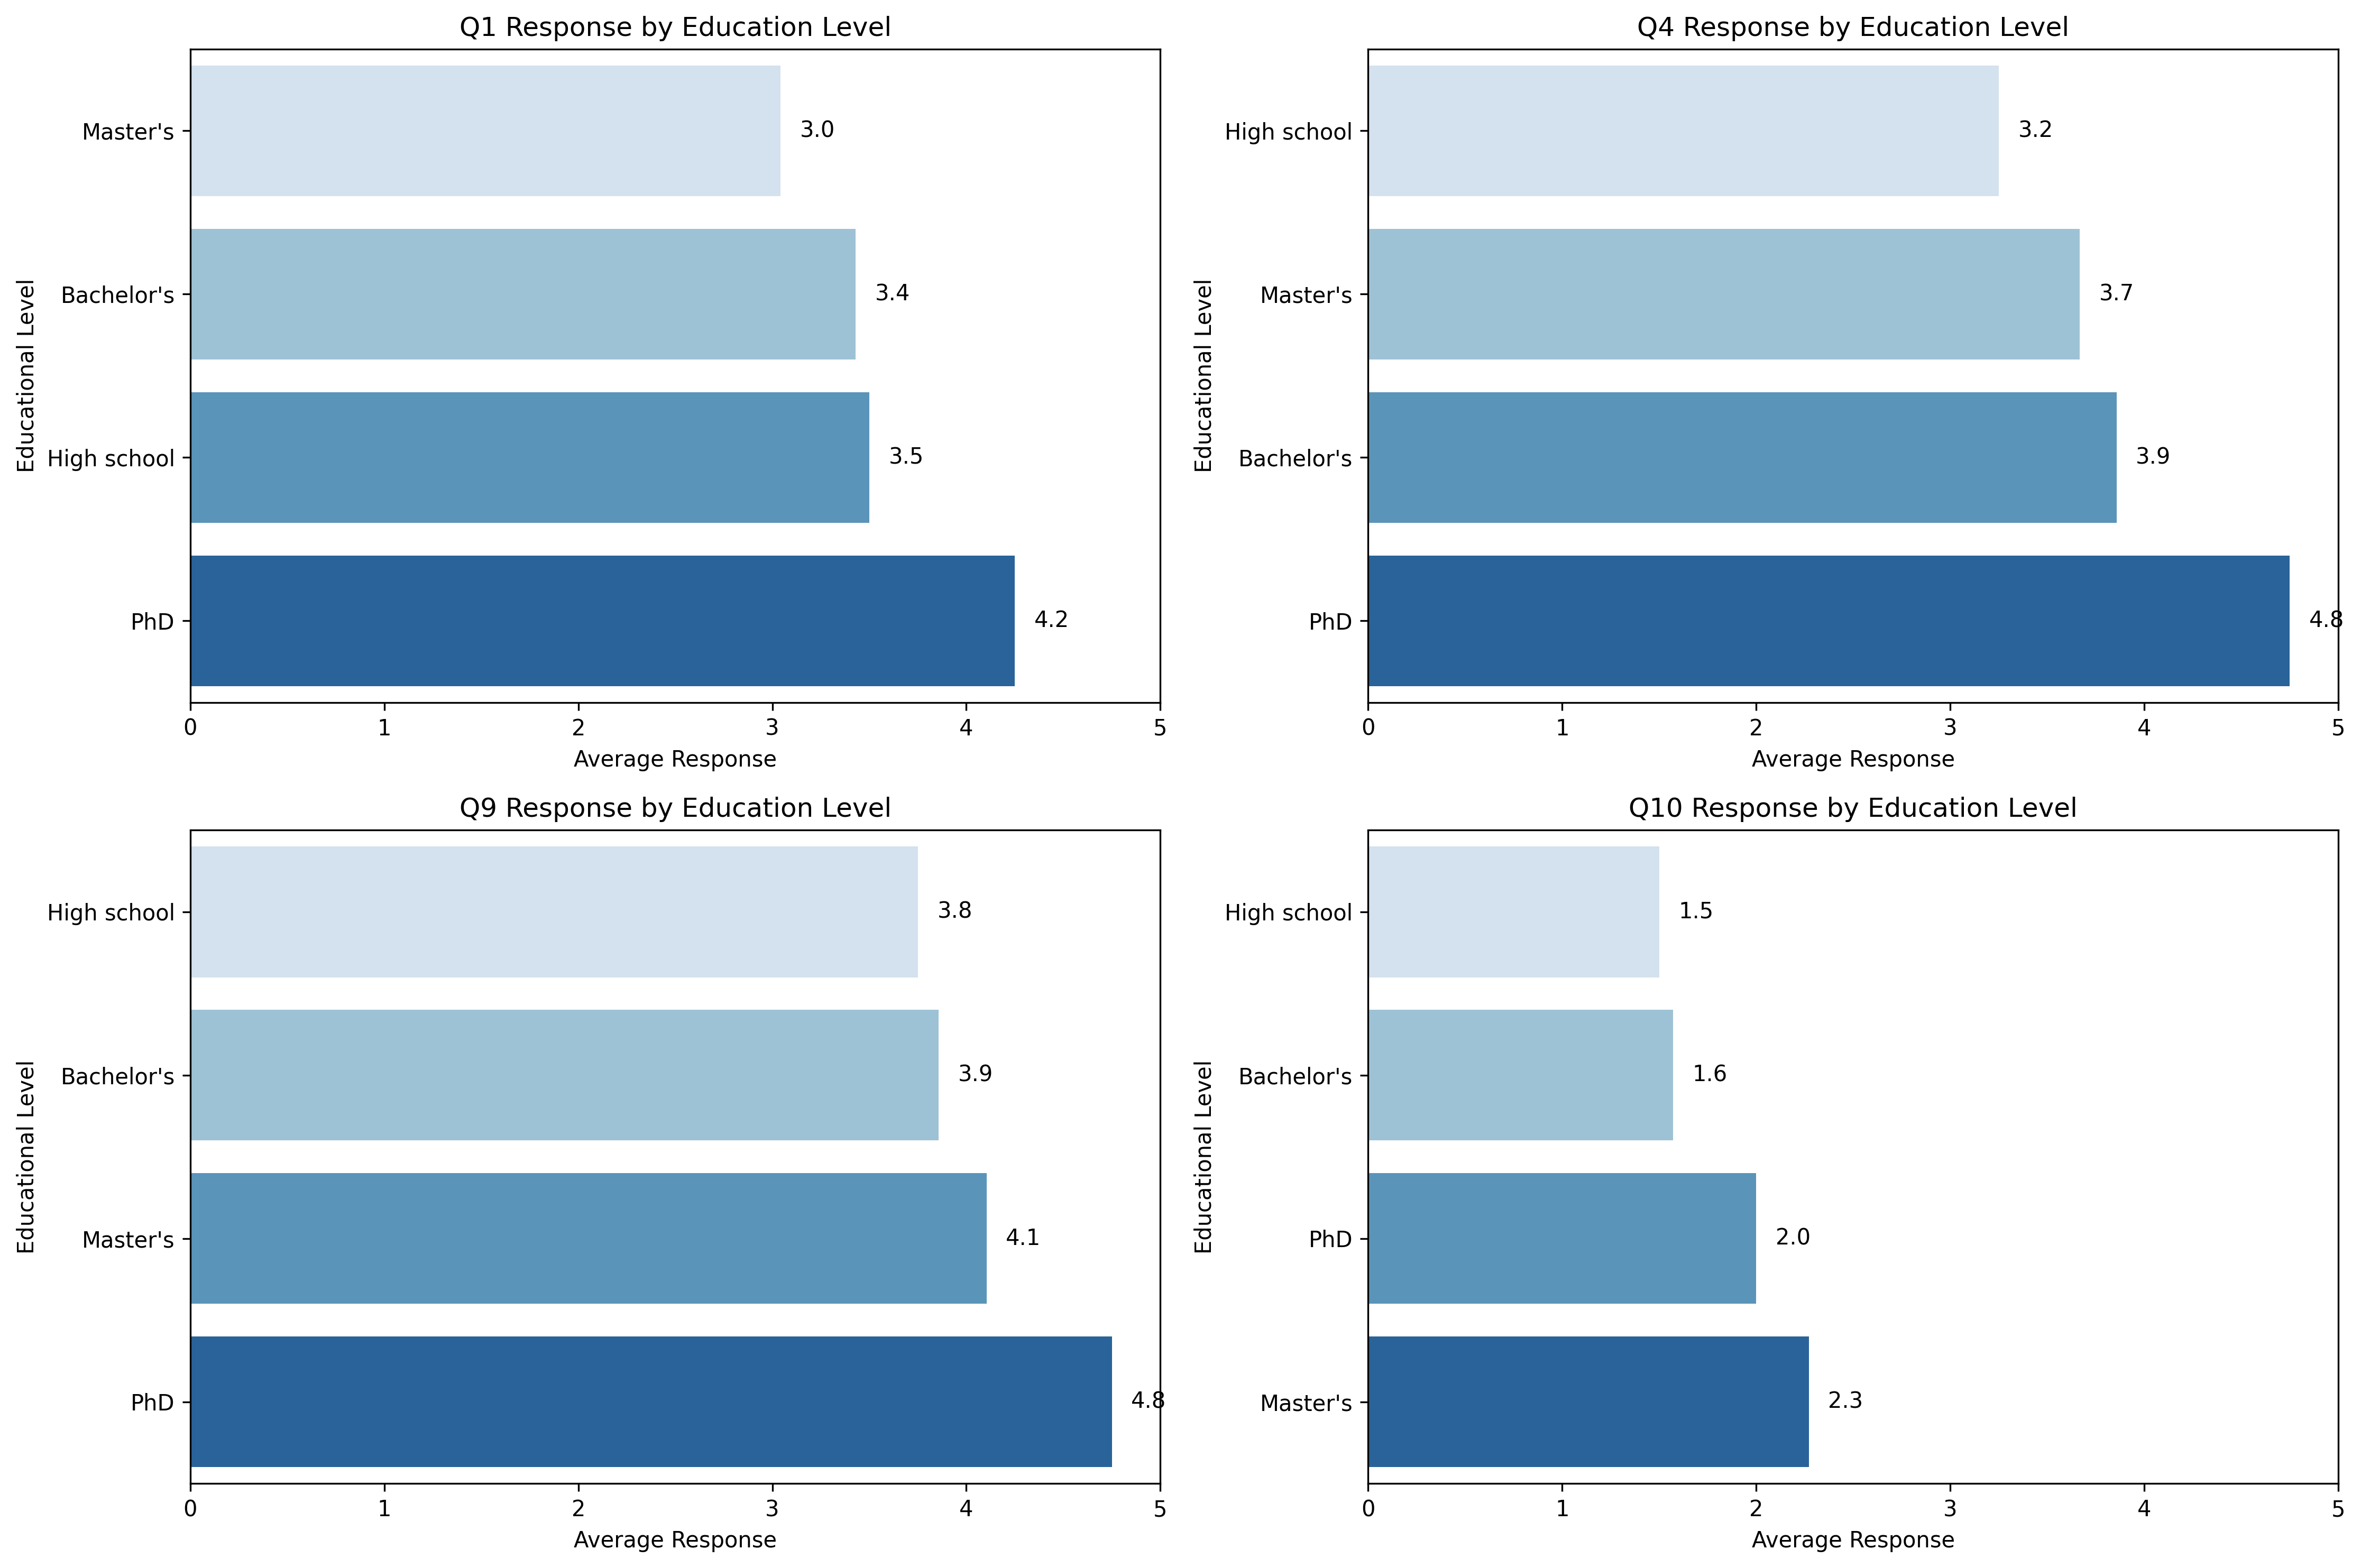 Q1 Response by Education Level
Educational Level
Master's
3.0
Bachelor's
3.4
High school
3.5
PhD
4.2
0 1 2 3 4 5
Average Response
Q4 Response by Education Level
Educational Level
High school
3.2
Master's
3.7
Bachelor's
3.9
PhD
4.8
0 1 2 3 4 5
Average Response
Q9 Response by Education Level
Educational Level
High school
3.8
Bachelor's
3.9
Master's
4.1
PhD
4.8
0 1 2 3 4 5
Average Response
Q10 Response by Education Level
Educational Level
High school
1.5
Bachelor's
1.6
PhD
2.0
Master's
2.3
0 1 2 3 4 5
Average Response